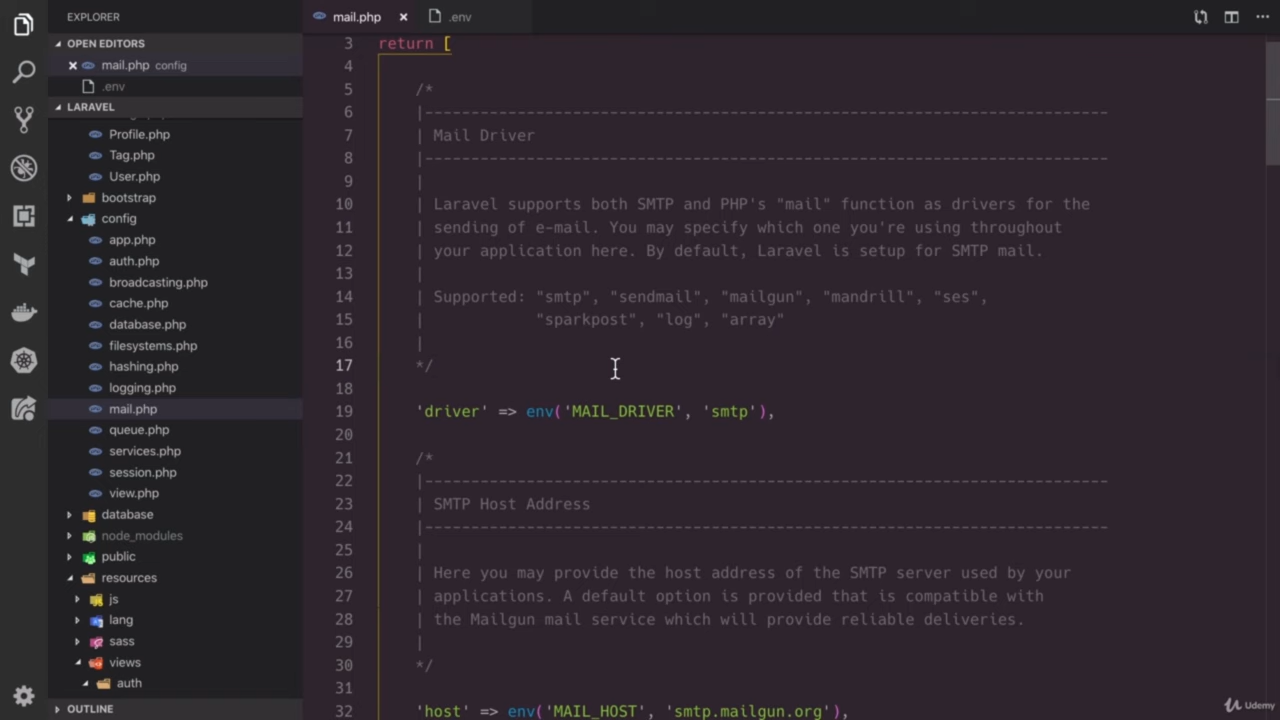 EXPLORER
OPEN EDITORS
mail.php config
.env
LARAVEL
Profile.php
Tag.php
User.php
bootstrap
config
app.php
auth.php
broadcasting.php
cache.php
database.php
filesystems.php
hashing.php
logging.php
mail.php
queue.php
services.php
session.php
view.php
database
node_modules
public
resources
js
lang
sass
views
auth
OUTLINE
mail.php
.env
3 return [
4
5 /*
6 |--------------------------------------------------------------------------
7 | Mail Driver
8 |--------------------------------------------------------------------------
9 |
10 | Laravel supports both SMTP and PHP's "mail" function as drivers for the
11 | sending of e-mail. You may specify which one you're using throughout
12 | your application here. By default, Laravel is setup for SMTP mail.
13 |
14 | Supported: "smtp", "sendmail", "mailgun", "mandrill", "ses",
15 | "sparkpost", "log", "array"
16 |
17 */
18
19 'driver' => env('MAIL_DRIVER', 'smtp'),
20
21 /*
22 |--------------------------------------------------------------------------
23 | SMTP Host Address
24 |--------------------------------------------------------------------------
25 |
26 | Here you may provide the host address of the SMTP server used by your
27 | applications. A default option is provided that is compatible with
28 | the Mailgun mail service which will provide reliable deliveries.
29 |
30 */
31
32 'host' => env('MAIL_HOST', 'smtp.mailgun.org'),
Udemy